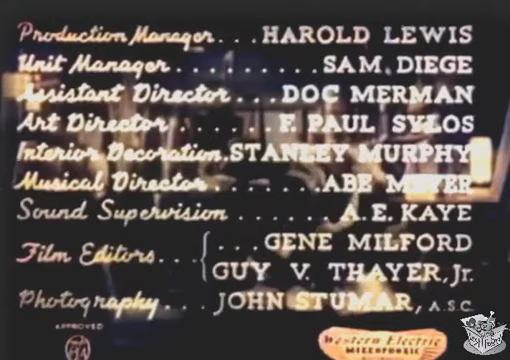 Production Manager...HAROLD LEWIS
Unit Manager.........SAM. DIEGE
Assistant Director...DOC MERMAN
Art Director......F. PAUL SYLOS
Interior Decoration.STANLEY MURPHY
Musical Director.......ABE MEYER
Sound Supervision.......A.E. KAYE
Film Editors... ...GENE MILFORD
GUY V. THAYER, Jr.
Photography...JOHN STUMAR, A.S.C.
APPROVED
Western Electric
MIRROPHONIC